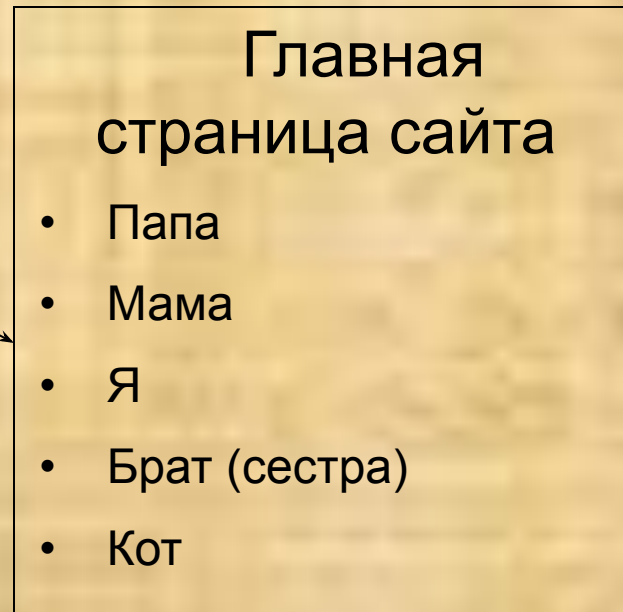 Главная
страница сайта
• Папа
• Мама
• Я
• Брат (сестра)
• Кот